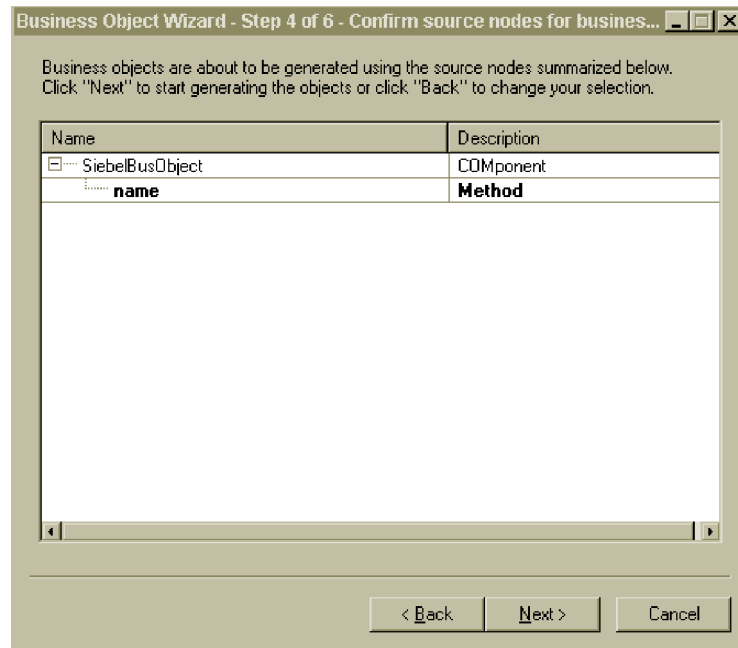 Business Object Wizard - Step 4 of 6 - Confirm source nodes for busines...
Business objects are about to be generated using the source nodes summarized below.
Click "Next" to start generating the objects or click "Back" to change your selection.
Name Description
SiebelBusObject COMponent
name Method
< Back Next > Cancel